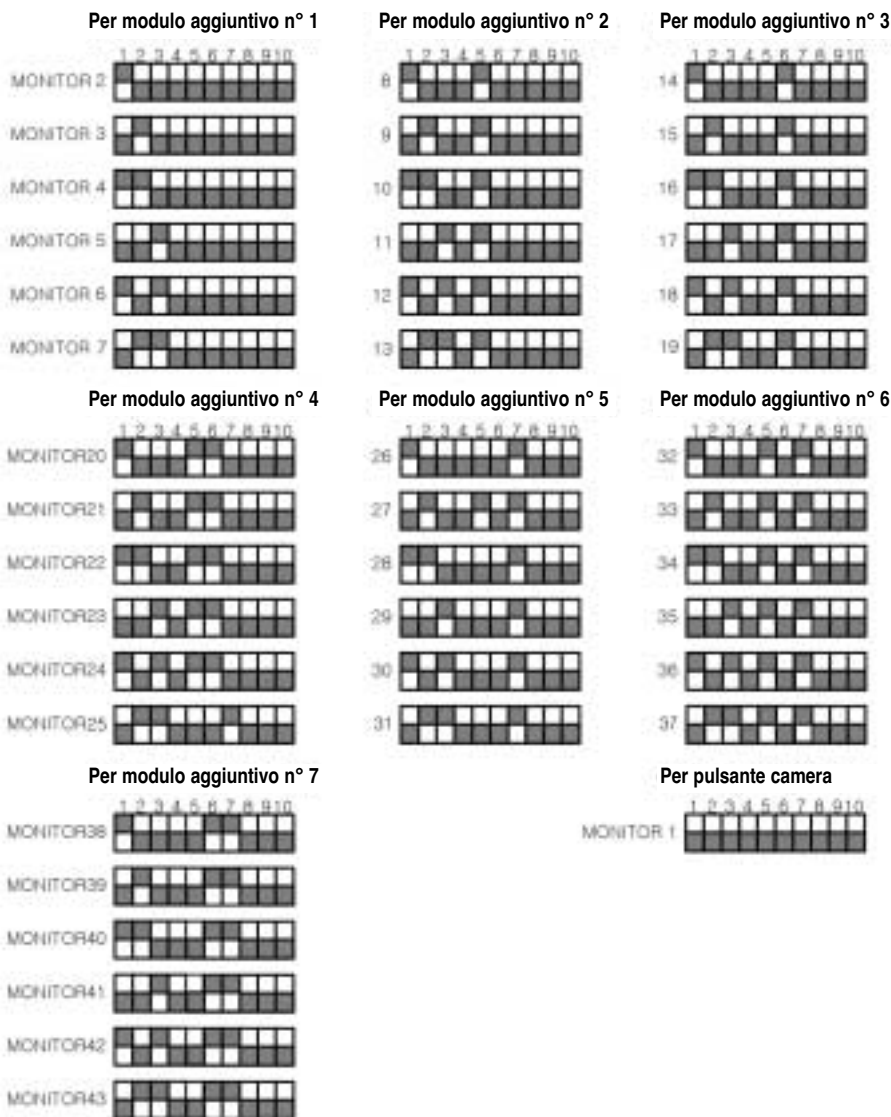 Per modulo aggiuntivo n° 1
1 2 3 4 5 6 7 8 9 10
MONITOR 2
MONITOR 3
MONITOR 4
MONITOR 5
MONITOR 6
MONITOR 7
Per modulo aggiuntivo n° 2
1 2 3 4 5 6 7 8 9 10
8
9
10
11
12
13
Per modulo aggiuntivo n° 3
1 2 3 4 5 6 7 8 9 10
14
15
16
17
18
19
Per modulo aggiuntivo n° 4
1 2 3 4 5 6 7 8 9 10
MONITOR20
MONITOR21
MONITOR22
MONITOR23
MONITOR24
MONITOR25
Per modulo aggiuntivo n° 5
1 2 3 4 5 6 7 8 9 10
26
27
28
29
30
31
Per modulo aggiuntivo n° 6
1 2 3 4 5 6 7 8 9 10
32
33
34
35
36
37
Per modulo aggiuntivo n° 7
1 2 3 4 5 6 7 8 9 10
MONITOR38
MONITOR39
MONITOR40
MONITOR41
MONITOR42
MONITOR43
Per pulsante camera
1 2 3 4 5 6 7 8 9 10
MONITOR 1